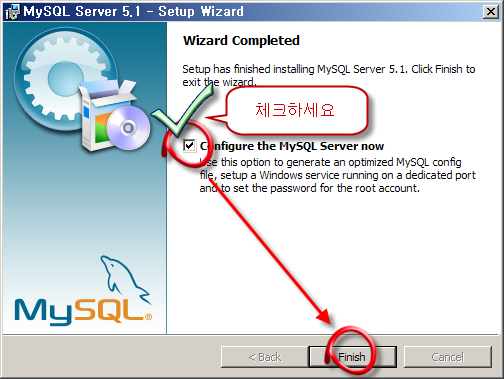 MySQL Server 5.1 - Setup Wizard
Wizard Completed
Setup has finished installing MySQL Server 5.1. Click Finish to
exit the wizard.
체크하세요
Configure the MySQL Server now
Use this option to generate an optimized MySQL config
file, setup a Windows service running on a dedicated port
and to set the password for the root account.
MySQL®
< Back
Finish
Cancel